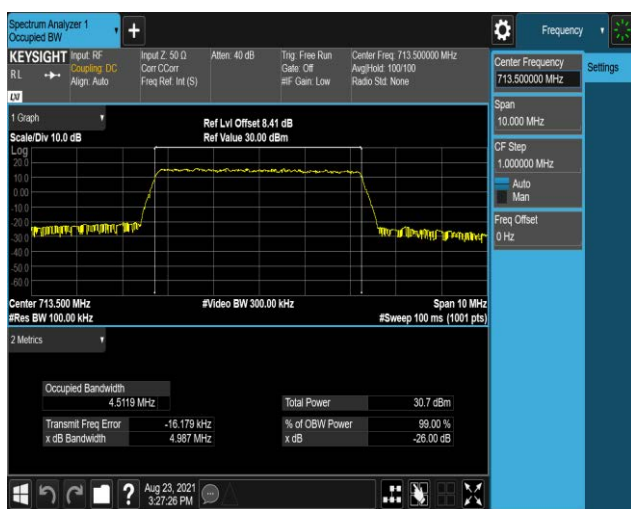 Spectrum Analyzer 1
Occupied BW
Frequency
KEYSIGHT
Input: RF
Coupling: DC
Align: Auto
RL
LXI
Input Z: 50 Ω
Corr CCorr
Freq Ref: Int (S)
Atten: 40 dB
Trig: Free Run
Gate: Off
#IF Gain: Low
Center Freq: 713.500000 MHz
Avg|Hold: 100/100
Radio Std: None
Center Frequency
713.500000 MHz
Settings
Span
10.000 MHz
CF Step
1.000000 MHz
Auto
Man
Freq Offset
0 Hz
1 Graph
Scale/Div 10.0 dB
Ref Lvl Offset 8.41 dB
Ref Value 30.00 dBm
Log
20.0
10.0
0.00
-10.0
-20.0
-30.0
-40.0
-50.0
-60.0
Center 713.500 MHz
#Video BW 300.00 kHz
Span 10 MHz
#Res BW 100.00 kHz
#Sweep 100 ms (1001 pts)
2 Metrics
Occupied Bandwidth
4.5119 MHz
Total Power 30.7 dBm
Transmit Freq Error -16.179 kHz
% of OBW Power 99.00 %
x dB Bandwidth 4.987 MHz
x dB -26.00 dB
?
Aug 23, 2021
3:27:26 PM